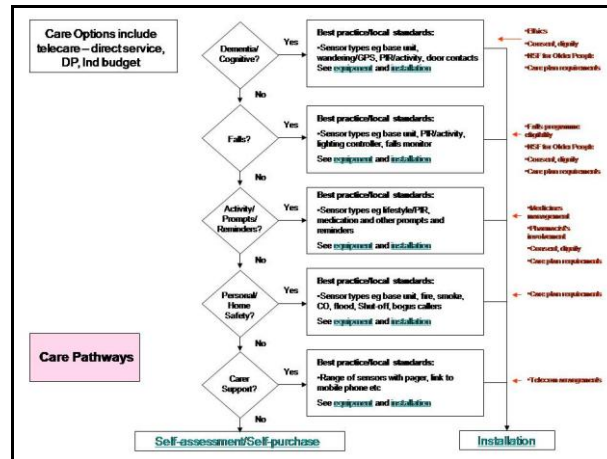 Care Options include
telecare – direct service,
DP, Ind budget
Dementia/
Cognitive?
Yes
Best practice/local standards:
•Sensor types eg base unit,
wandering/GPS, PIR/activity, door contacts
See equipment and installation
•Ethics
•Consent, dignity
•NSF for Older People
•Care plan requirements
No
Falls?
Yes
Best practice/local standards:
•Sensor types eg base unit, PIR/activity,
lighting controller, falls monitor
See equipment and installation
•Falls programme
eligibility
•NSF for Older People
•Consent, dignity
•Care plan requirements
No
Activity/
Prompts/
Reminders?
Yes
Best practice/local standards:
•Sensor types eg lifestyle/PIR,
medication and other prompts and
reminders
See equipment and installation
•Medicines
management
•Pharmacist's
involvement
•Consent, dignity
•Care plan requirements
No
Personal/
Home
Safety?
Yes
Best practice/local standards:
•Sensor types eg base unit, fire, smoke,
CO, flood, Shut-off, bogus callers
See equipment and installation
•Care plan requirements
No
Care Pathways
Carer
Support?
Yes
Best practice/local standards:
•Range of sensors with pager, link to
mobile phone etc
See equipment and installation
•Telecom arrangements
No
Self-assessment/Self-purchase
Installation